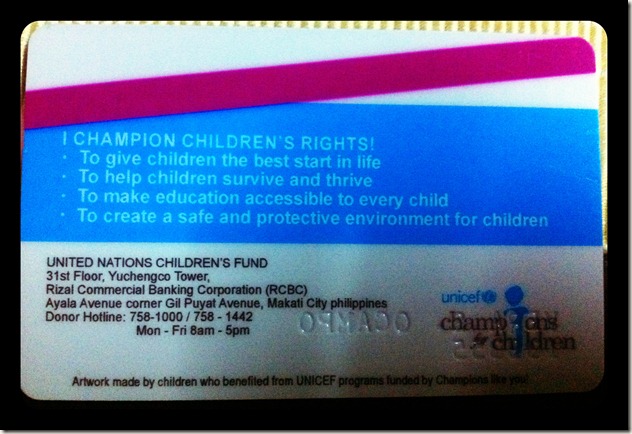 I CHAMPION CHILDREN'S RIGHTS!
· To give children the best start in life
· To help children survive and thrive
· To make education accessible to every child
· To create a safe and protective environment for children
UNITED NATIONS CHILDREN'S FUND
31st Floor, Yuchengco Tower,
Rizal Commercial Banking Corporation (RCBC)
Ayala Avenue corner Gil Puyat Avenue, Makati City philippines
Donor Hotline: 758-1000 / 758 - 1442
Mon - Fri 8am - 5pm
OCAMPO
unicef
champions
for children
Artwork made by children who benefited from UNICEF programs funded by Champions like you!